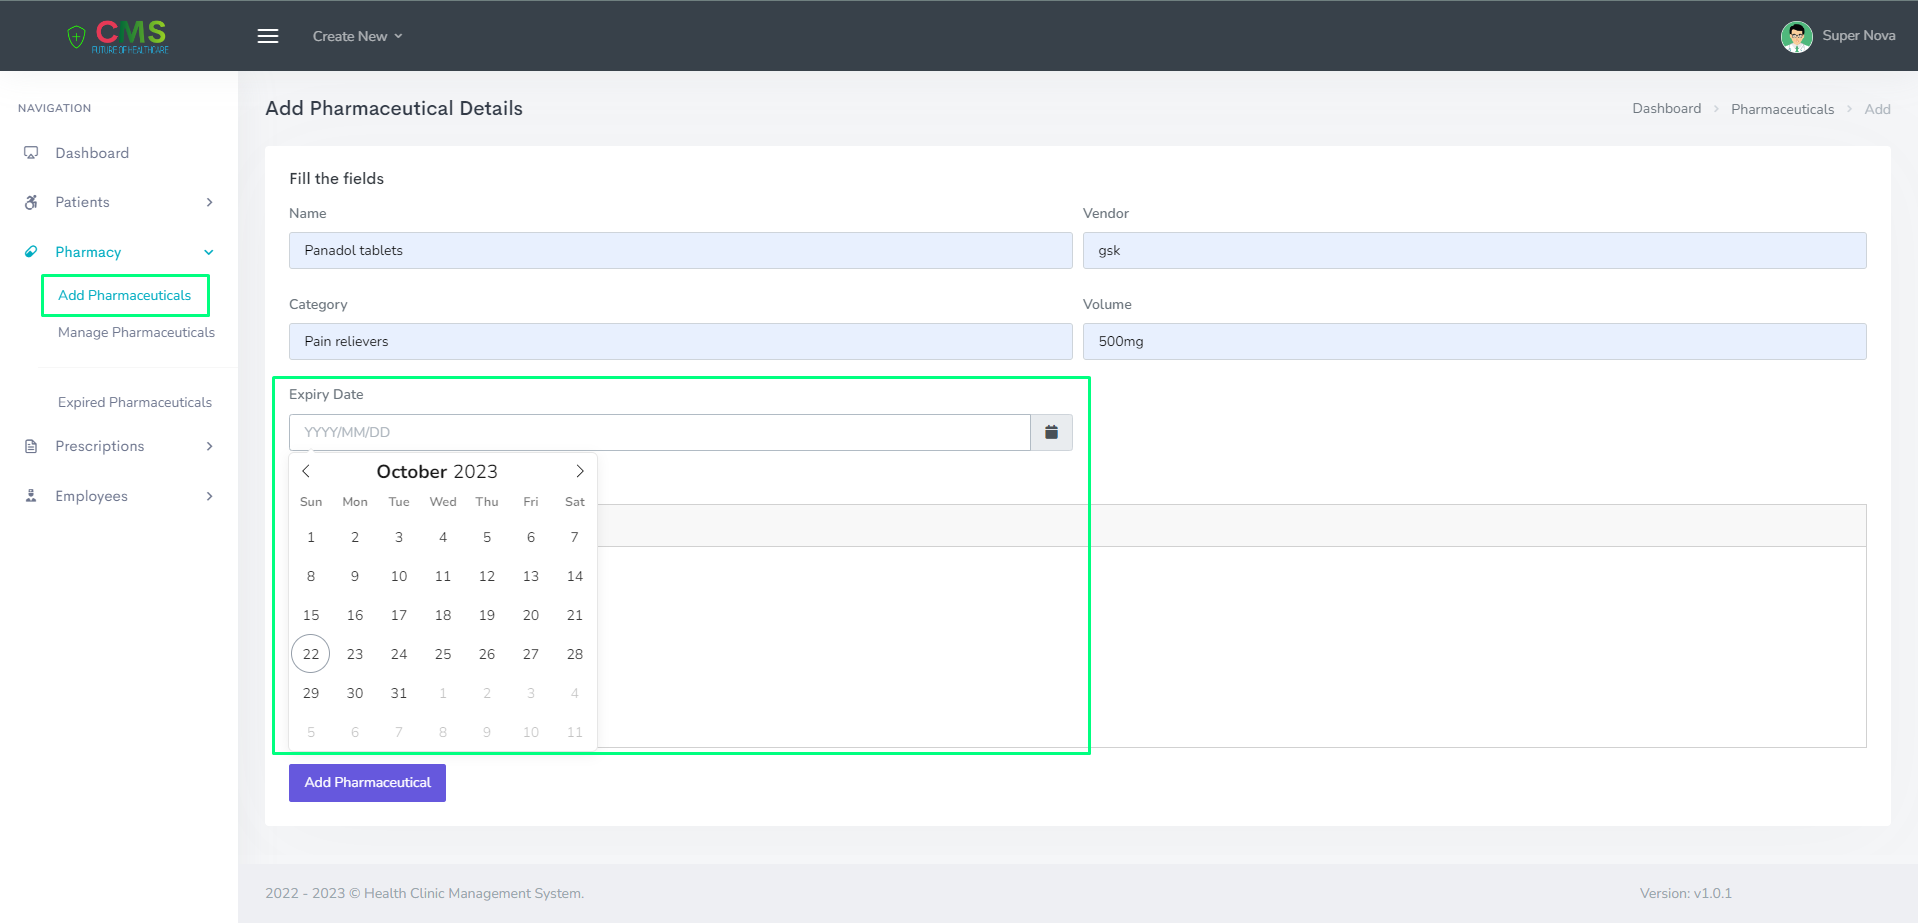 CMS
FUTURE OF HEALTHCARE
Create New
Super Nova
NAVIGATION
Dashboard
Patients
Pharmacy
Add Pharmaceuticals
Manage Pharmaceuticals
Expired Pharmaceuticals
Prescriptions
Employees
Add Pharmaceutical Details
Dashboard > Pharmaceuticals > Add
Fill the fields
Name
Panadol tablets
Vendor
gsk
Category
Pain relievers
Volume
500mg
Expiry Date
YYYY/MM/DD
October 2023
Sun Mon Tue Wed Thu Fri Sat
1 2 3 4 5 6 7
8 9 10 11 12 13 14
15 16 17 18 19 20 21
22 23 24 25 26 27 28
29 30 31 1 2 3 4
5 6 7 8 9 10 11
Add Pharmaceutical
2022 - 2023 © Health Clinic Management System.
Version: v1.0.1